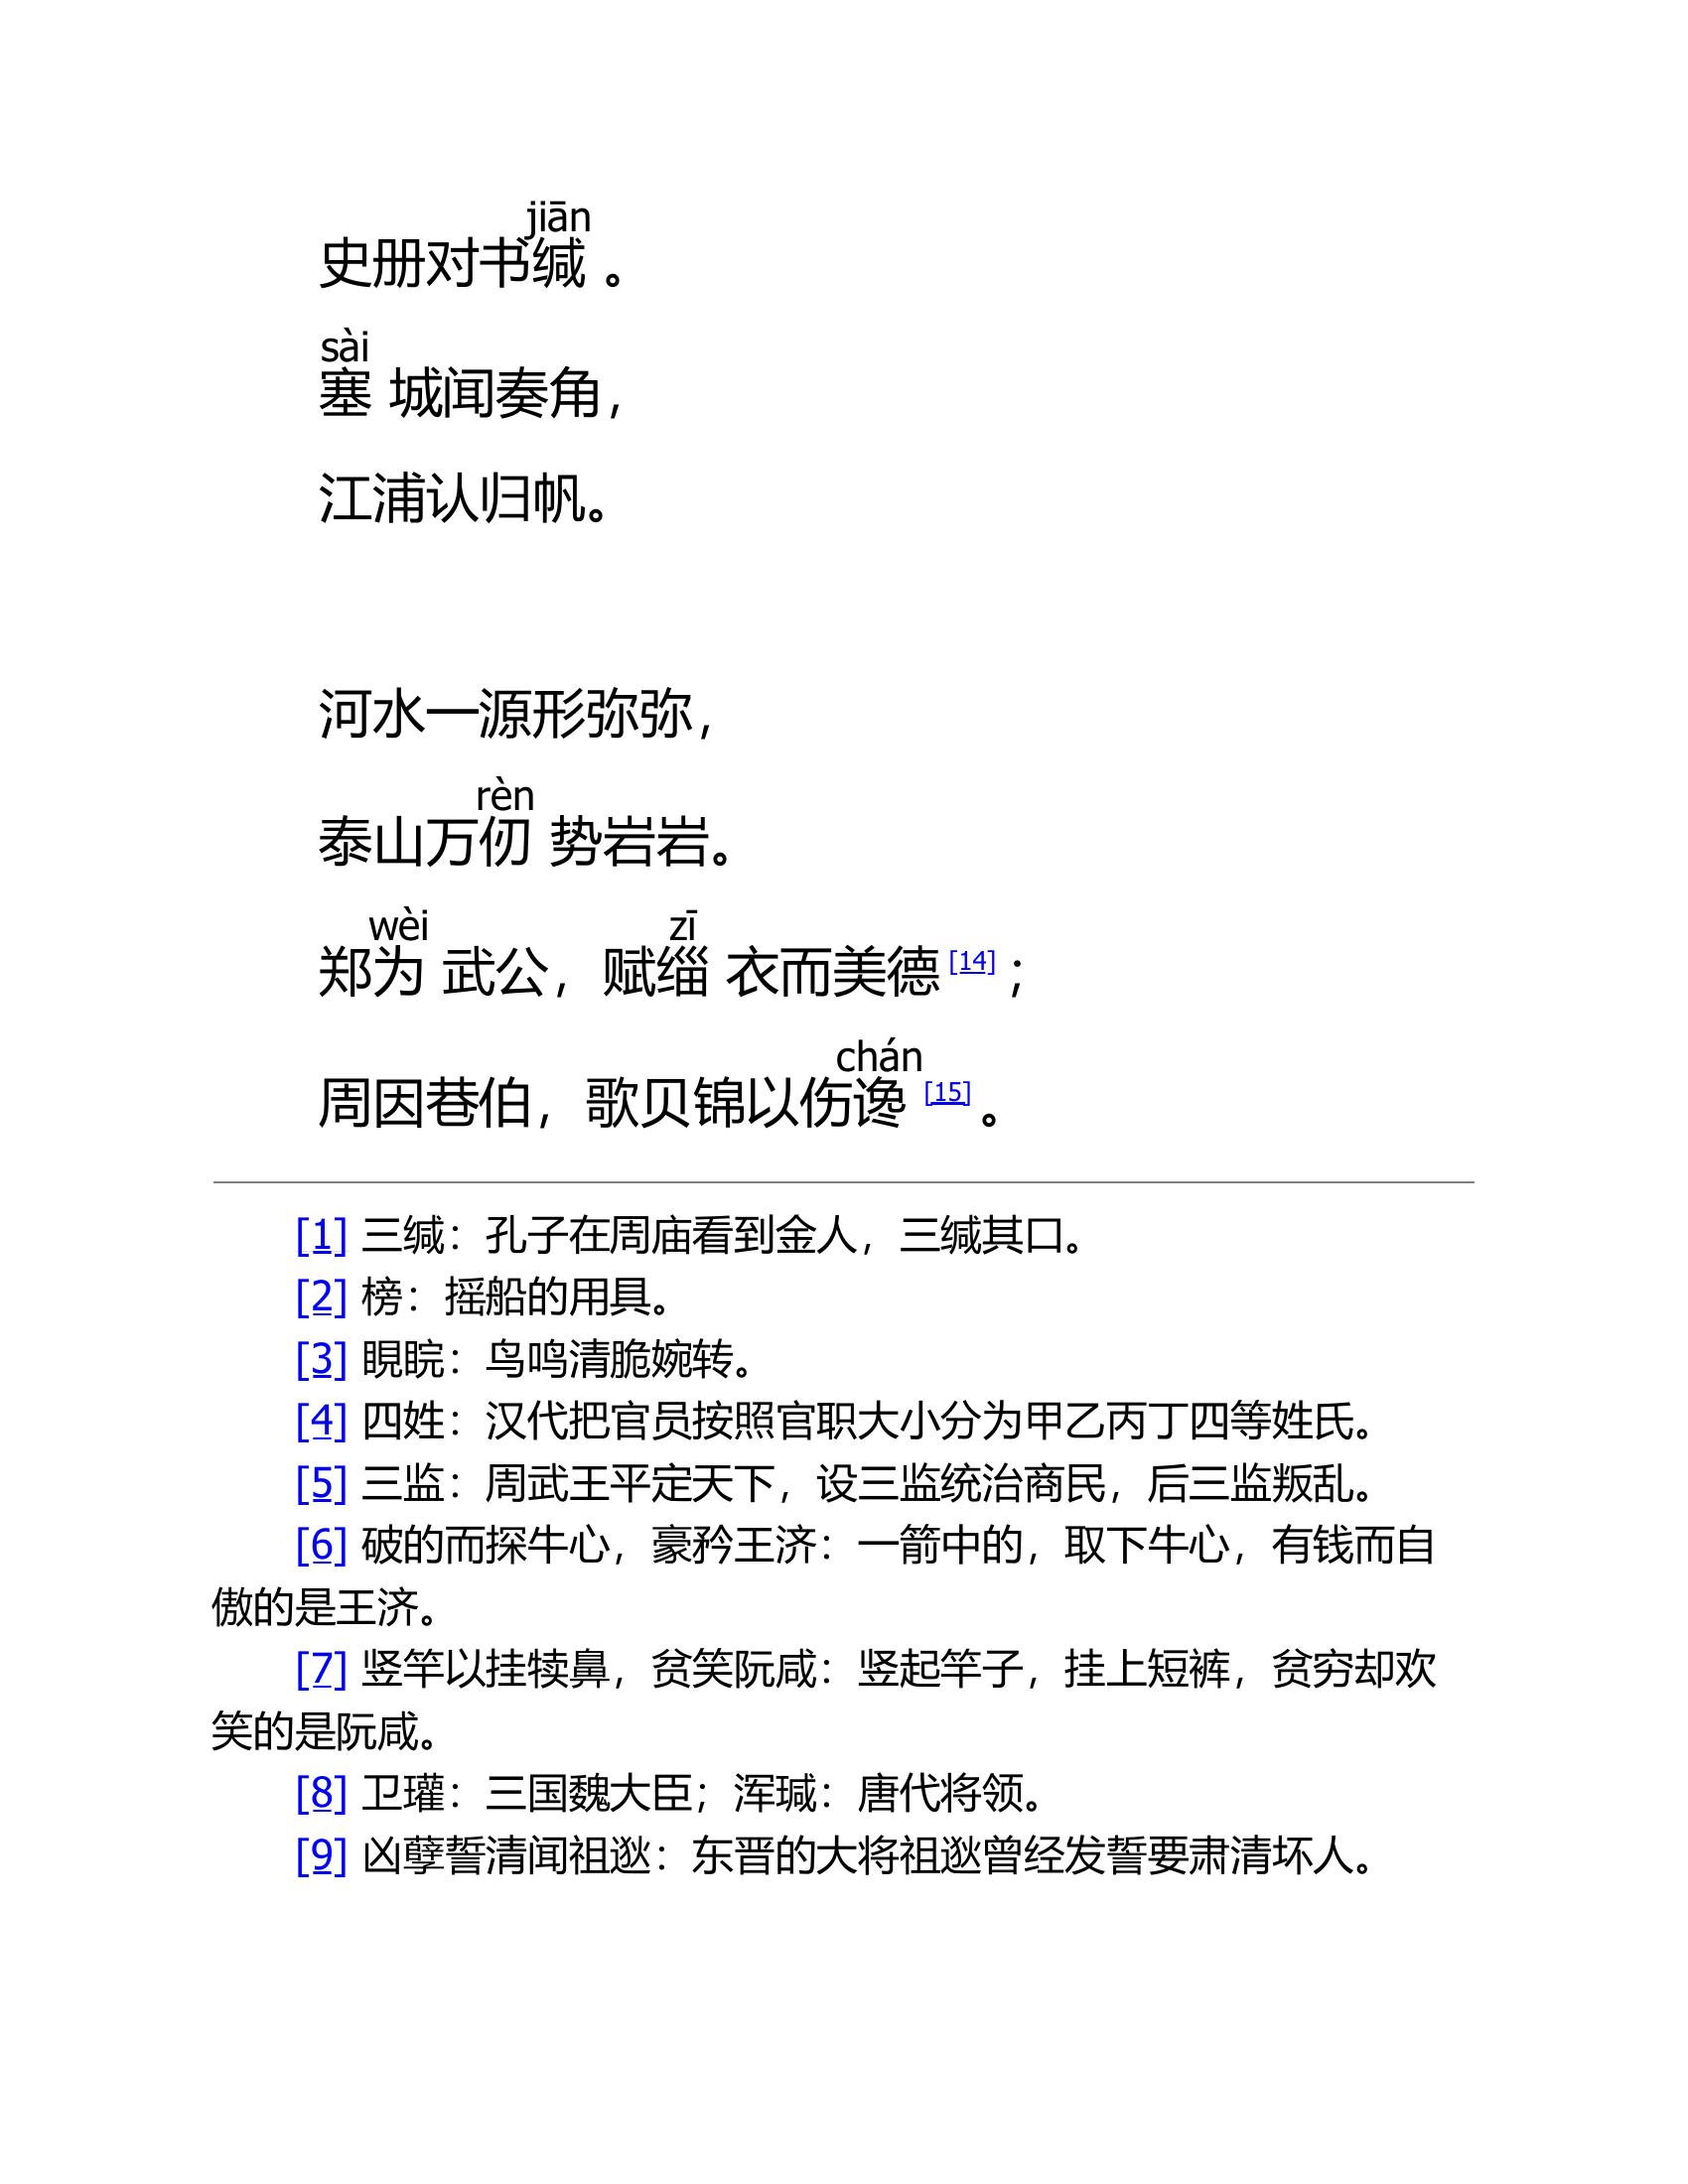 jiān
史册对书缄 。
sài
塞 城闻奏角，
江浦认归帆。
河水一源形弥弥，
rèn
泰山万仞 势岩岩。
wèi zī
郑为 武公，赋缁 衣而美德 [14] ；
chán
周因巷伯，歌贝锦以伤谗 [15] 。
[1] 三缄：孔子在周庙看到金人，三缄其口。
[2] 榜：摇船的用具。
[3] 睍睆：鸟鸣清脆婉转。
[4] 四姓：汉代把官员按照官职大小分为甲乙丙丁四等姓氏。
[5] 三监：周武王平定天下，设三监统治商民，后三监叛乱。
[6] 破的而探牛心，豪矜王济：一箭中的，取下牛心，有钱而自
傲的是王济。
[7] 竖竿以挂犊鼻，贫笑阮咸：竖起竿子，挂上短裤，贫穷却欢
笑的是阮咸。
[8] 卫瓘：三国魏大臣；浑瑊：唐代将领。
[9] 凶孽誓清闻祖逖：东晋的大将祖逖曾经发誓要肃清坏人。